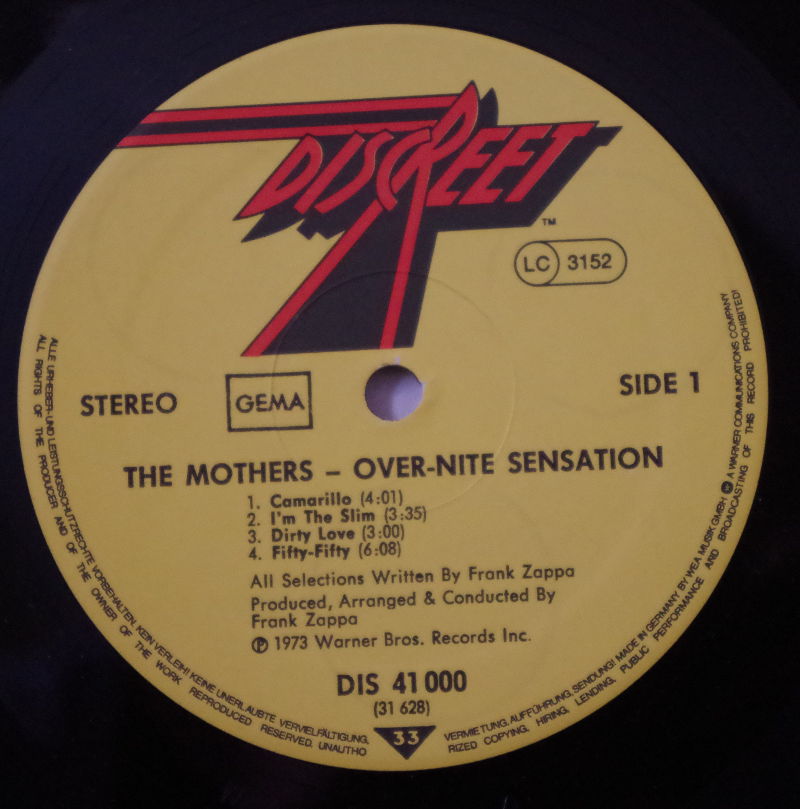 DISCREET
TM
LC 3152
STEREO
GEMA
SIDE 1
THE MOTHERS – OVER-NITE SENSATION
1. Camarillo (4:01)
2. I'm The Slim (3:35)
3. Dirty Love (3:00)
4. Fifty-Fifty (6:08)
All Selections Written By Frank Zappa
Produced, Arranged & Conducted By
Frank Zappa
℗ 1973 Warner Bros. Records Inc.
DIS 41 000
(31 628)
33
ALLE URHEBER- UND LEISTUNGSSCHUTZRECHTE VORBEHALTEN. KEIN VERLEIH! KEINE UNERLAUBTE VERVIELFÄLTIGUNG, VERMIETUNG, AUFFÜHRUNG, SENDUNG! MADE IN GERMANY BY WEA MUSIK GMBH A WARNER COMMUNICATIONS COMPANY
ALL RIGHTS OF THE PRODUCER AND OF THE OWNER OF THE WORK REPRODUCED RESERVED. UNAUTHORIZED COPYING, HIRING, LENDING, PUBLIC PERFORMANCE AND BROADCASTING OF THIS RECORD PROHIBITED!